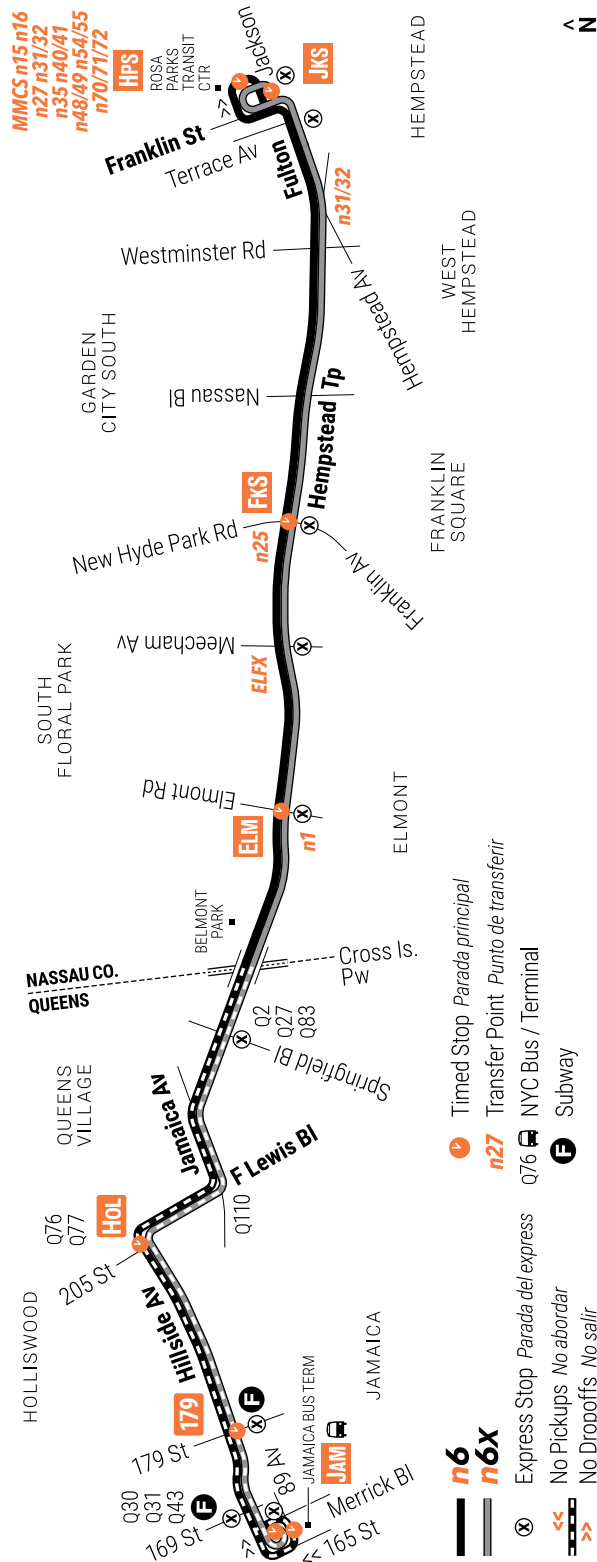 HOLLISWOOD
Q30
Q31
Q43
169 St
F
179 St
179
F
Hillside Av
205 St
Q76
Q77
HOL
89 Av
JAMAICA BUS TERM
JAM
Merrick Bl
165 St
<<
<<
JAMAICA
QUEENS
VILLAGE
Jamaica Av
F Lewis Bl
Q110
Springfield Bl
Q2
Q27
Q83
NASSAU CO.
QUEENS
Cross Is.
Pw
BELMONT
PARK
SOUTH
FLORAL PARK
ELM
Elmont Rd
n1
ELMONT
ELFX
Meecham Av
New Hyde Park Rd
n25
FKS
Franklin Av
Hempstead Tp
FRANKLIN
SQUARE
GARDEN
CITY SOUTH
Nassau Bl
Westminster Rd
Hempstead Av
n31/32
WEST
HEMPSTEAD
Franklin St
Terrace Av
Fulton
<<
Jackson
JKS
HEMPSTEAD
MMCS n15 n16
n27 n31/32
n35 n40/41
n48/49 n54/55
n70/71/72
HPS
ROSA
PARKS
TRANSIT
CTR
n6
n6x
X Express Stop Parada del express
<< No Pickups No abordar
>> No Dropoffs No salir
Timed Stop Parada principal
n27 Transfer Point Punto de transferir
Q76 NYC Bus / Terminal
F Subway
< N